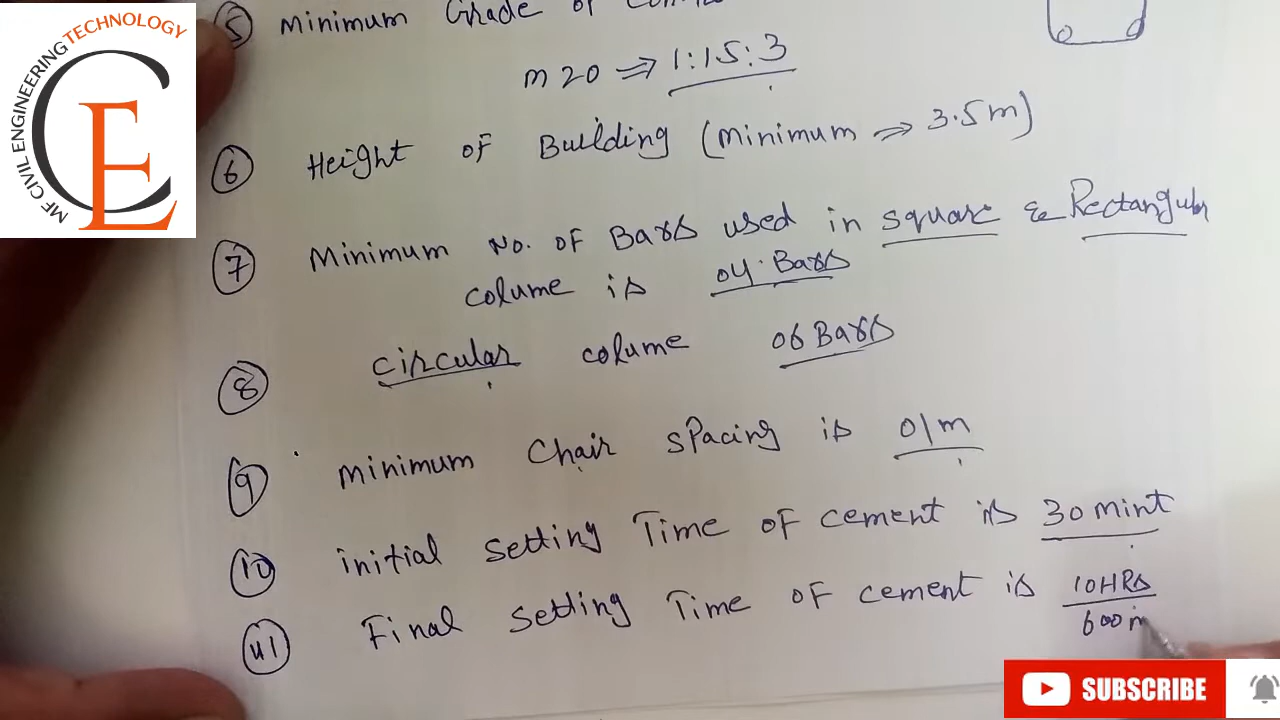 MF CIVIL ENGINEERING TECHNOLOGY
CE
5 Minimum Grade of
m20 ⇒ 1:1.5:3
6 Height of Building (minimum ⇒ 3.5m)
7 Minimum No. of Bars used in square & Rectangular
colume is 04 Bars
8 circular colume 06 Bars
9 minimum Chair spacing is 01m
10 initial setting Time of cement is 30 mint
11 Final setting Time of cement is 10HRs
600 m
SUBSCRIBE